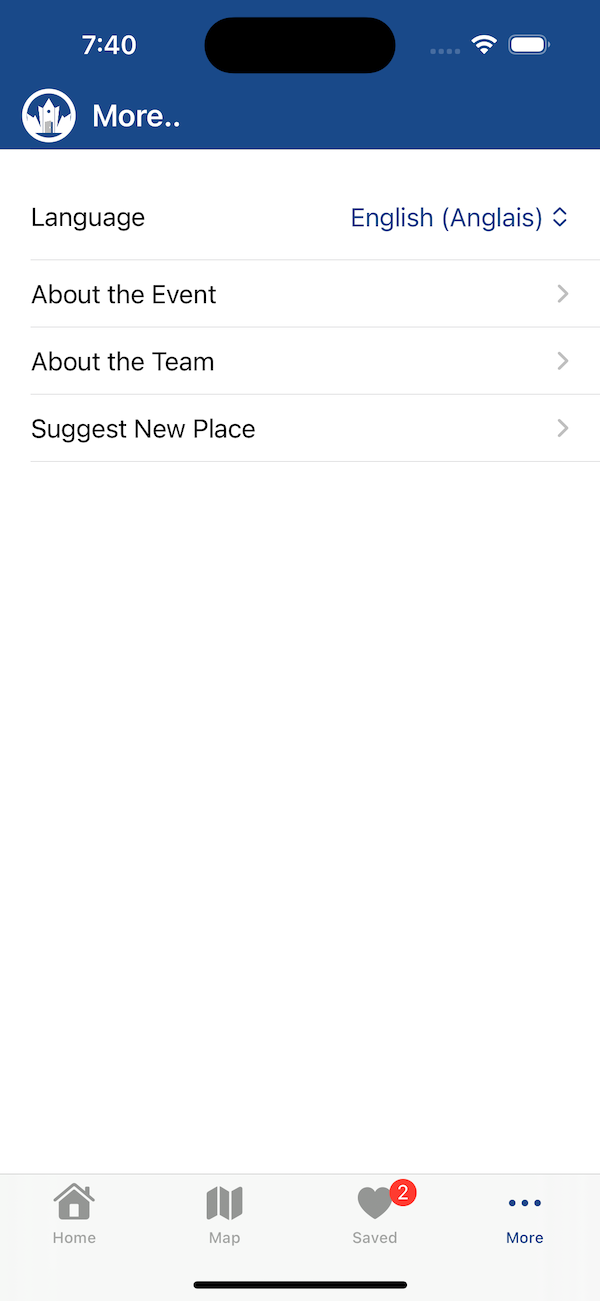 7:40
More..
Language
English (Anglais)
About the Event
About the Team
Suggest New Place
2
Home
Map
Saved
More